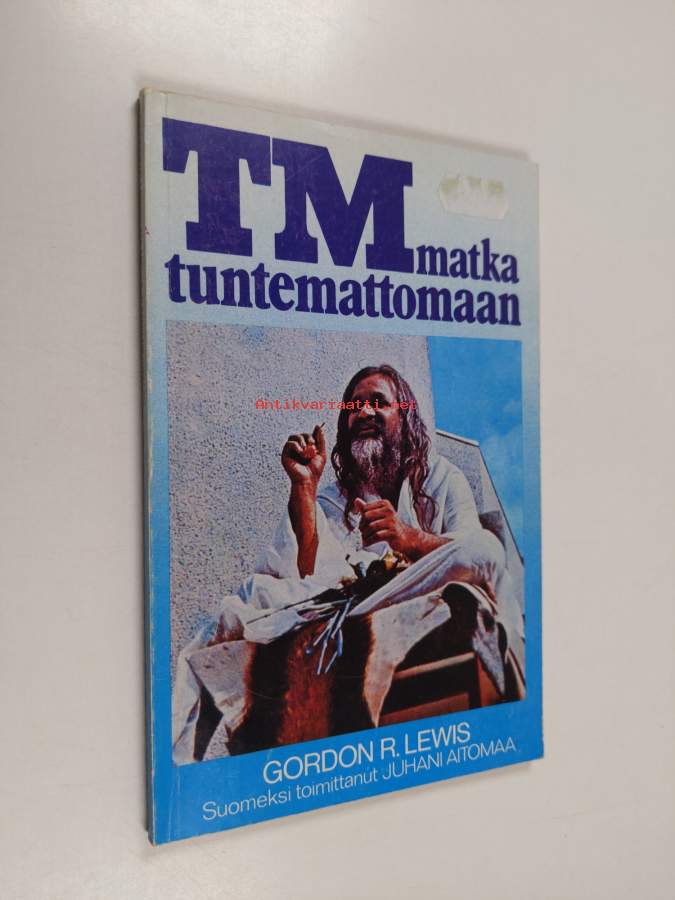 TM matka
tuntemattomaan
Antikvariaatti.net
GORDON R. LEWIS
Suomeksi toimittanut JUHANI AITOMAA